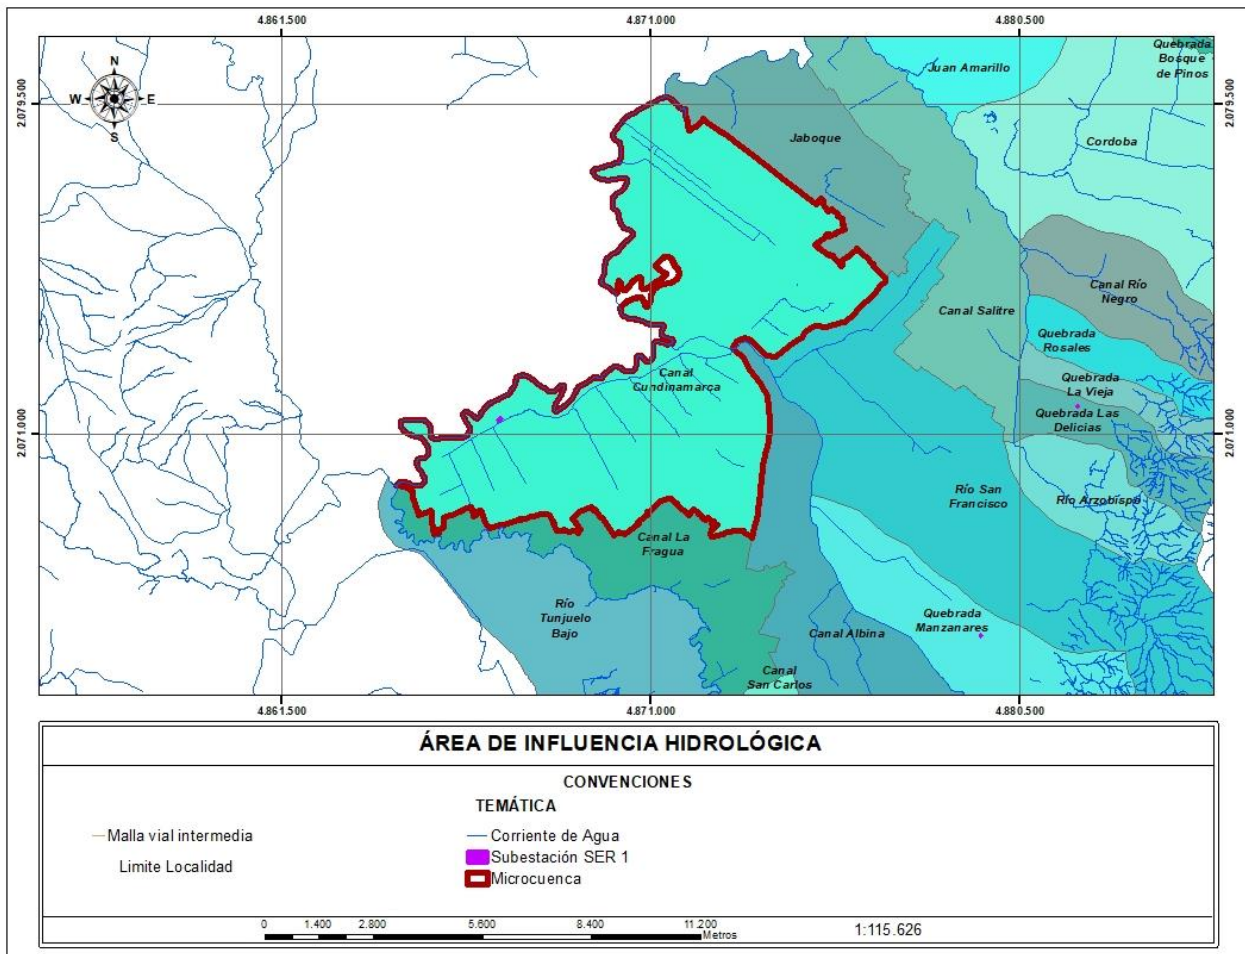 4.861.500
4.871.000
4.880.500
N
W
E
S
2.079.500
2.079.500
Juan Amarillo
Quebrada
Bosque
de Pinos
Jaboque
Cordoba
Canal Río
Negro
Canal Salitre
Quebrada
Rosales
Quebrada
La Vieja
Canal
Cundinamarca
Quebrada Las
Delicias
2.071.000
2.071.000
Río San
Francisco
Río Arzobispo
Canal La
Fragua
Río
Tunjuelo
Bajo
Quebrada
Manzanares
Canal Albina
Canal
San Carlos
4.861.500
4.871.000
4.880.500
ÁREA DE INFLUENCIA HIDROLÓGICA
CONVENCIONES
TEMÁTICA
Malla vial intermedia
Limite Localidad
Corriente de Agua
Subestación SER 1
Microcuenca
0
1.400
2.800
5.600
8.400
11.200
Metros
1:115.626